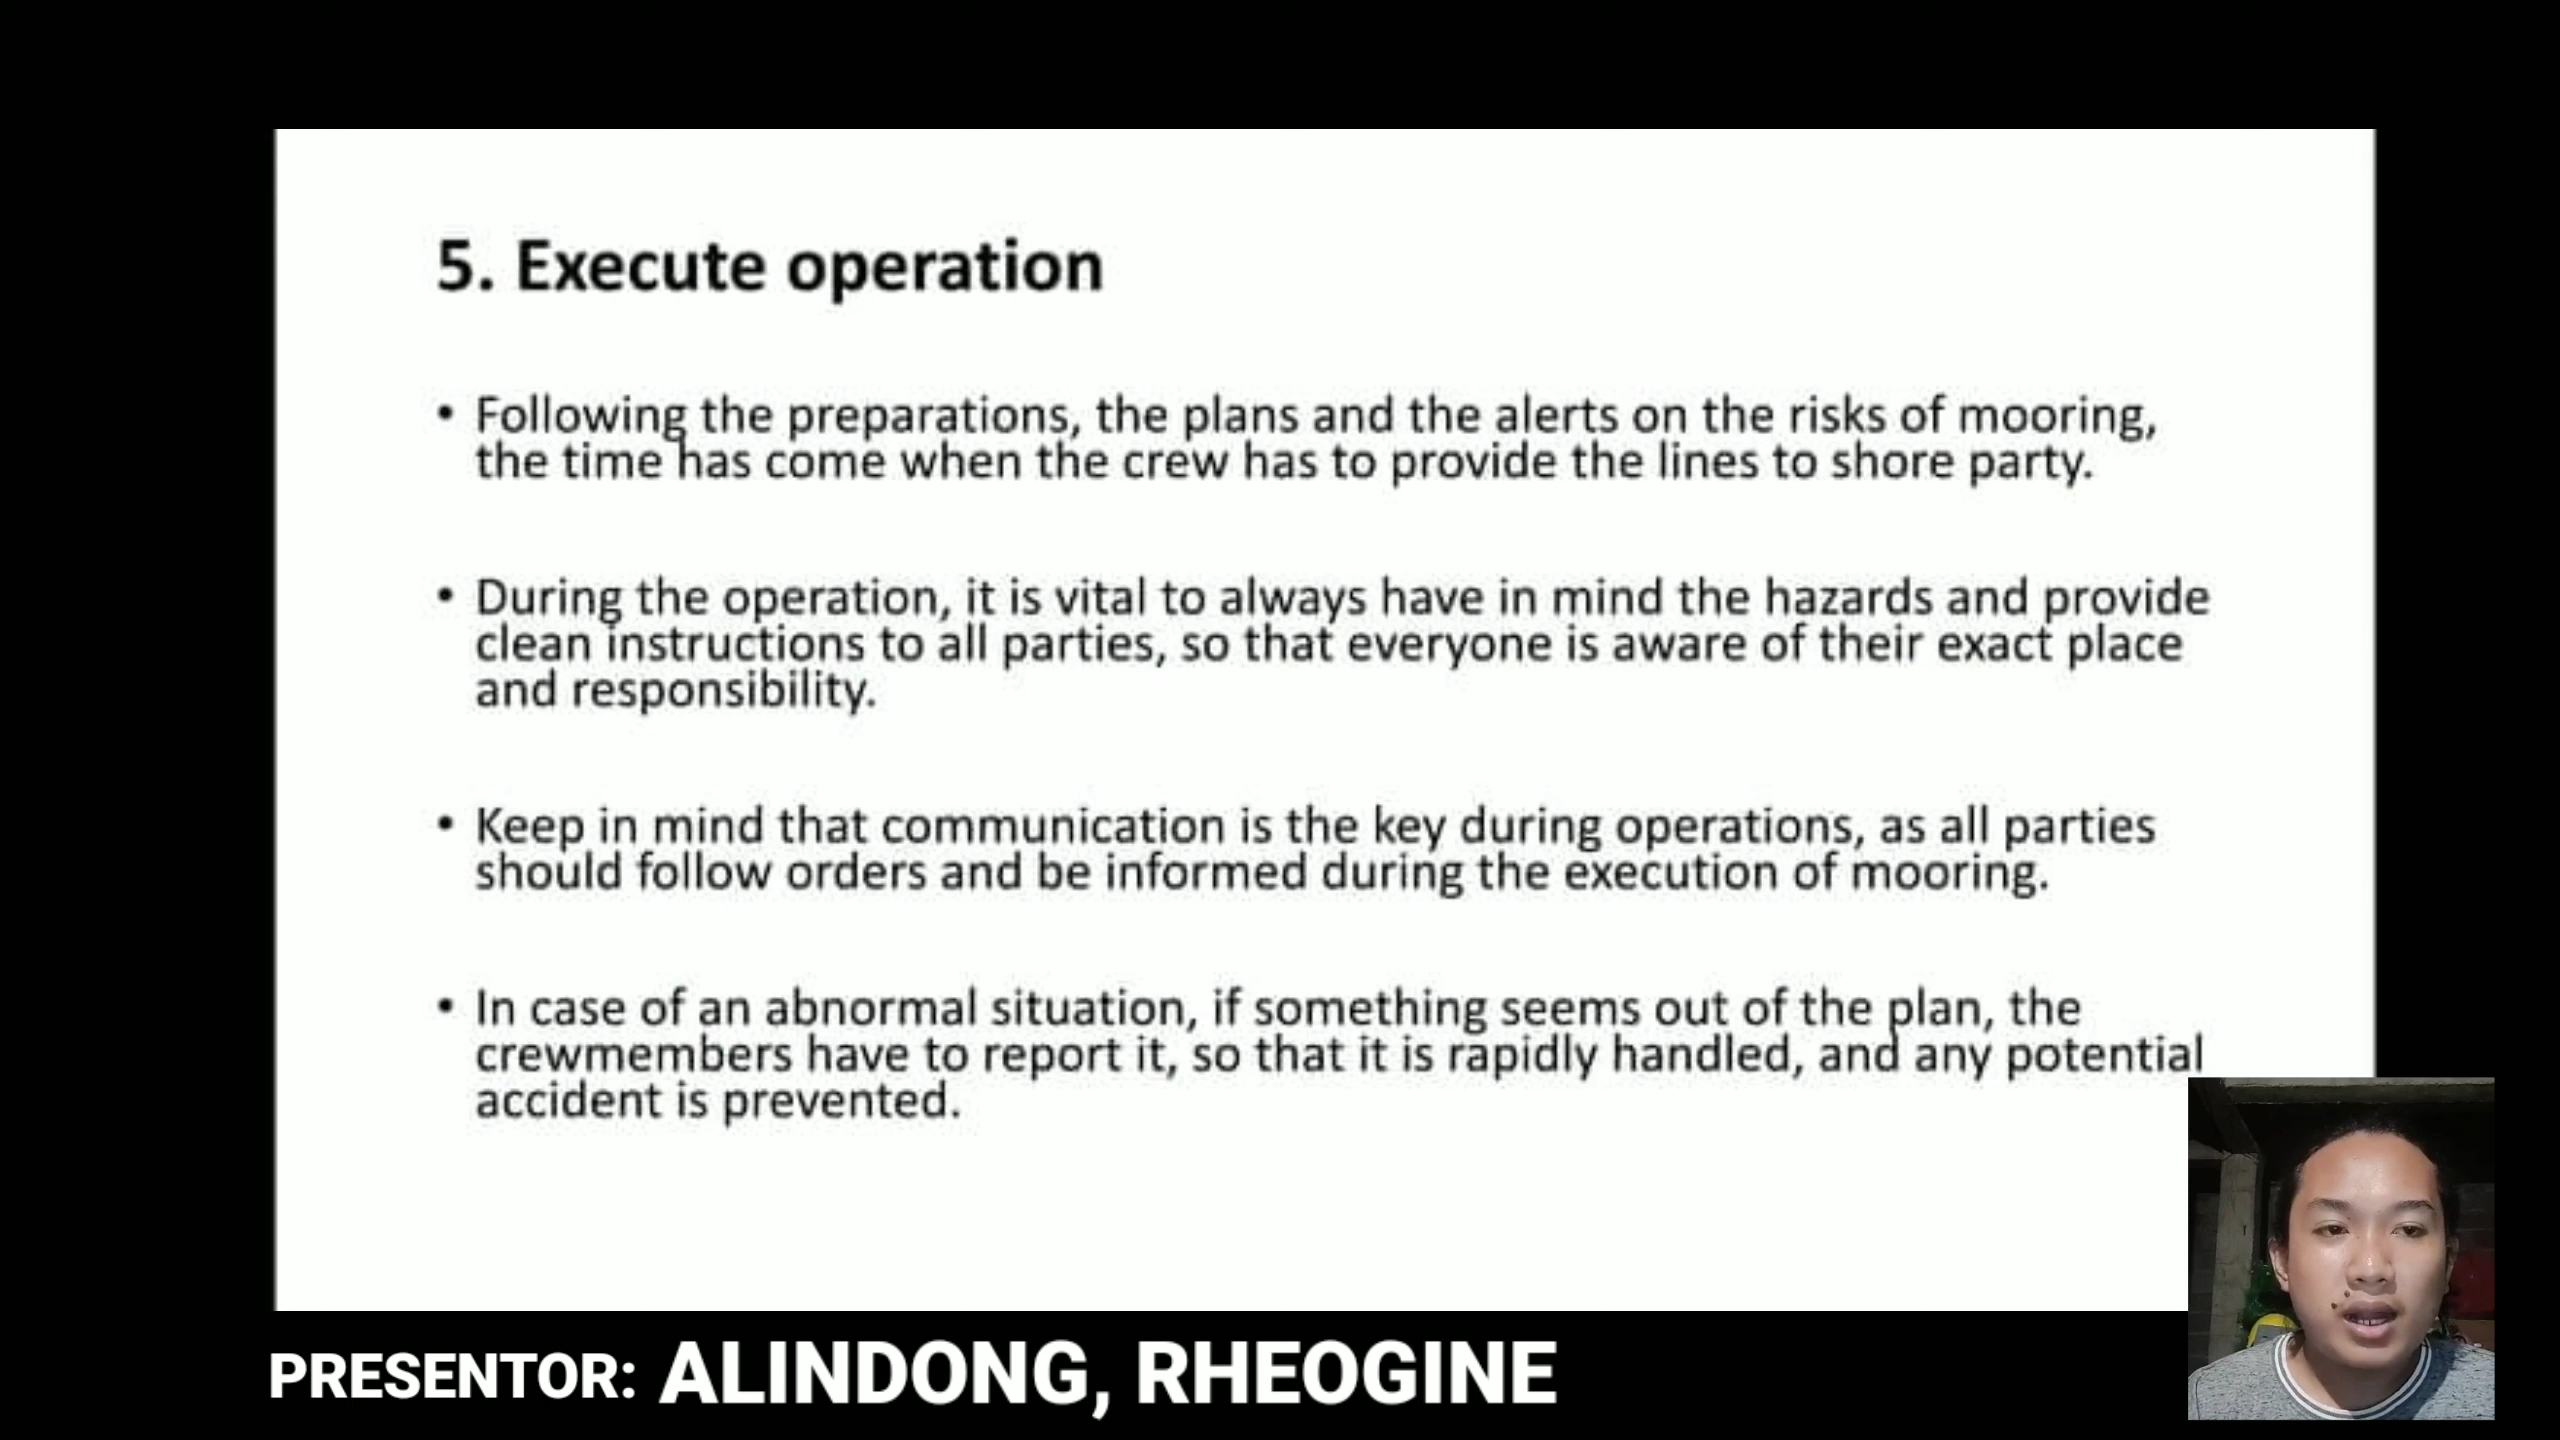 5. Execute operation
• Following the preparations, the plans and the alerts on the risks of mooring,
the time has come when the crew has to provide the lines to shore party.
• During the operation, it is vital to always have in mind the hazards and provide
clean instructions to all parties, so that everyone is aware of their exact place
and responsibility.
• Keep in mind that communication is the key during operations, as all parties
should follow orders and be informed during the execution of mooring.
• In case of an abnormal situation, if something seems out of the plan, the
crewmembers have to report it, so that it is rapidly handled, and any potential
accident is prevented.
PRESENTOR: ALINDONG, RHEOGINE